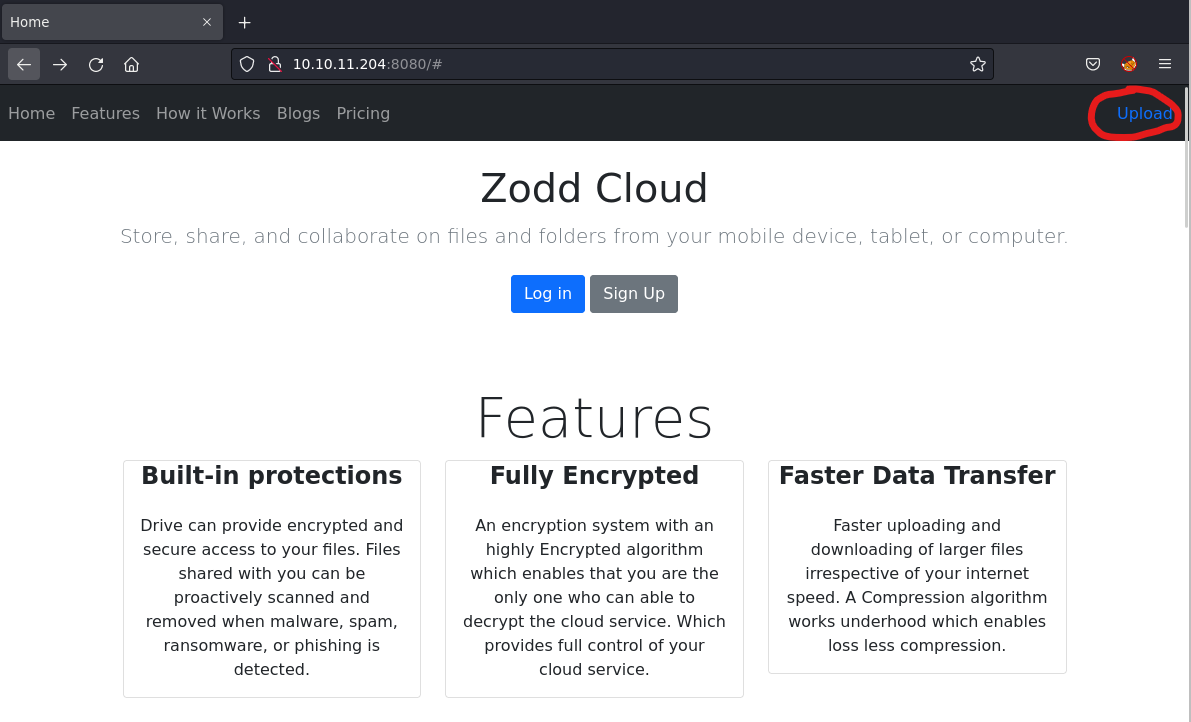 Home
10.10.11.204:8080/#
Home Features How it Works Blogs Pricing Upload
Zodd Cloud
Store, share, and collaborate on files and folders from your mobile device, tablet, or computer.
Log in Sign Up
Features
Built-in protections
Drive can provide encrypted and
secure access to your files. Files
shared with you can be
proactively scanned and
removed when malware, spam,
ransomware, or phishing is
detected.
Fully Encrypted
An encryption system with an
highly Encrypted algorithm
which enables that you are the
only one who can able to
decrypt the cloud service. Which
provides full control of your
cloud service.
Faster Data Transfer
Faster uploading and
downloading of larger files
irrespective of your internet
speed. A Compression algorithm
works underhood which enables
loss less compression.